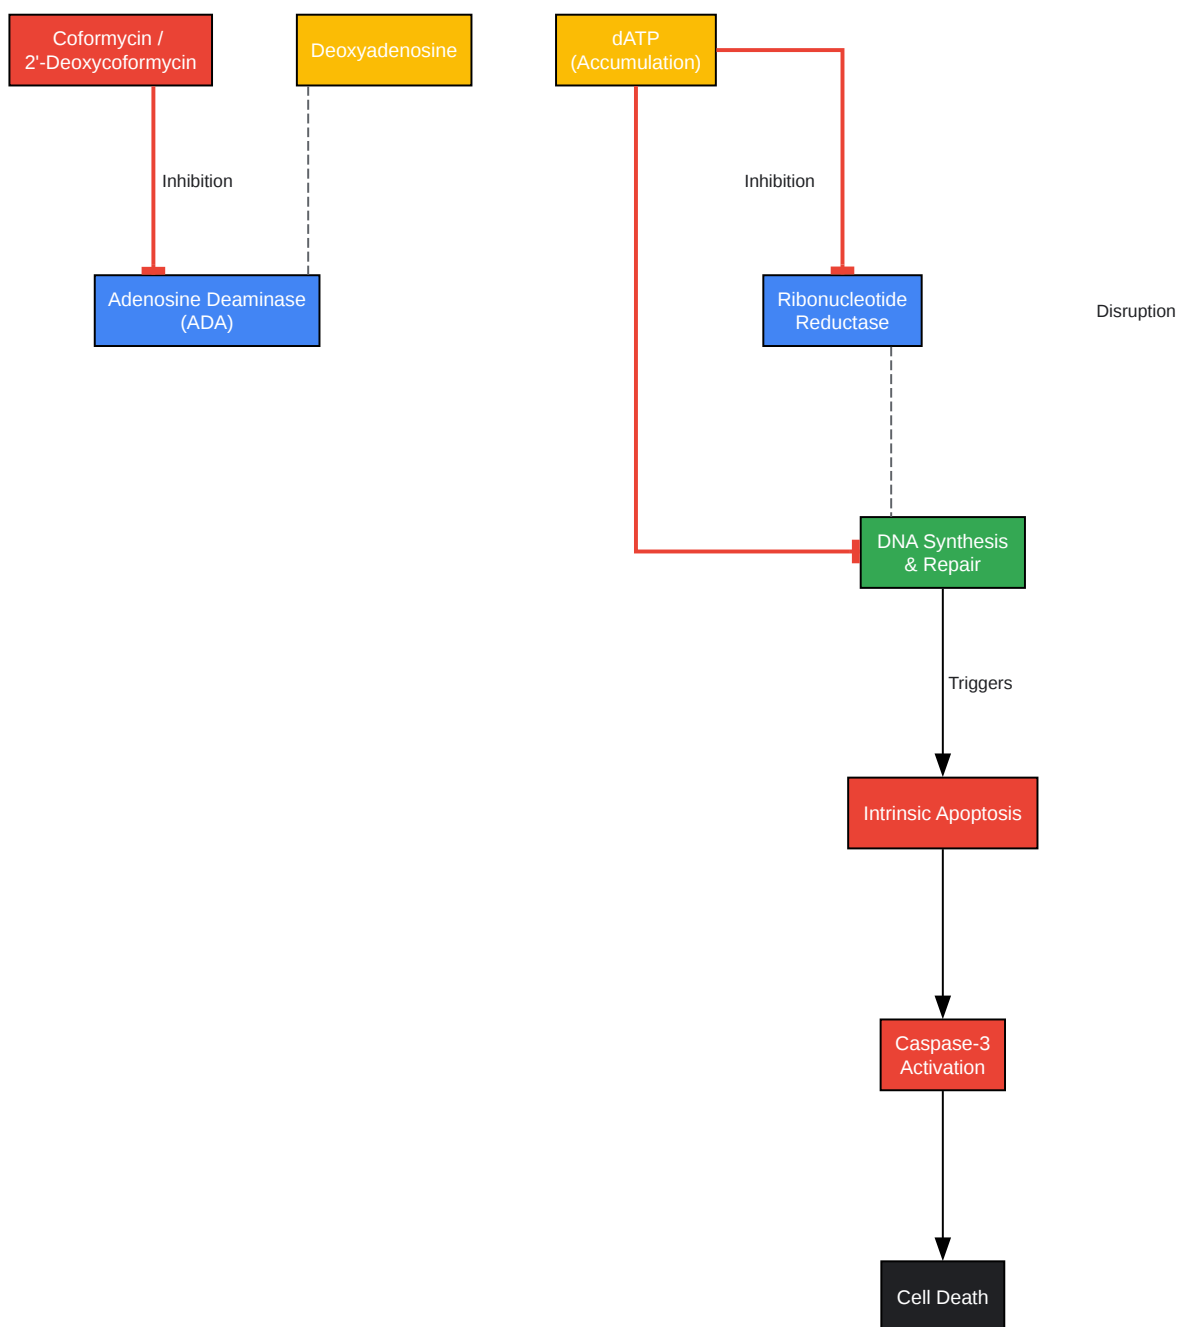 Coformycin /
2'-Deoxycoformycin
Deoxyadenosine
dATP
(Accumulation)
Inhibition
Inhibition
Adenosine Deaminase
(ADA)
Ribonucleotide
Reductase
Disruption
DNA Synthesis
& Repair
Triggers
Intrinsic Apoptosis
Caspase-3
Activation
Cell Death